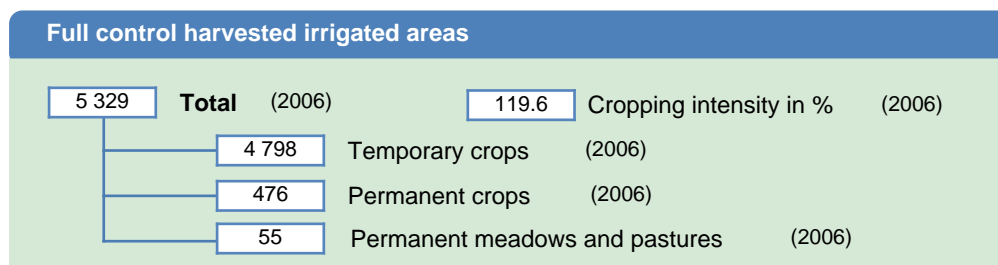 Full control harvested irrigated areas
5 329 Total (2006) 119.6 Cropping intensity in % (2006)
4 798 Temporary crops (2006)
476 Permanent crops (2006)
55 Permanent meadows and pastures (2006)